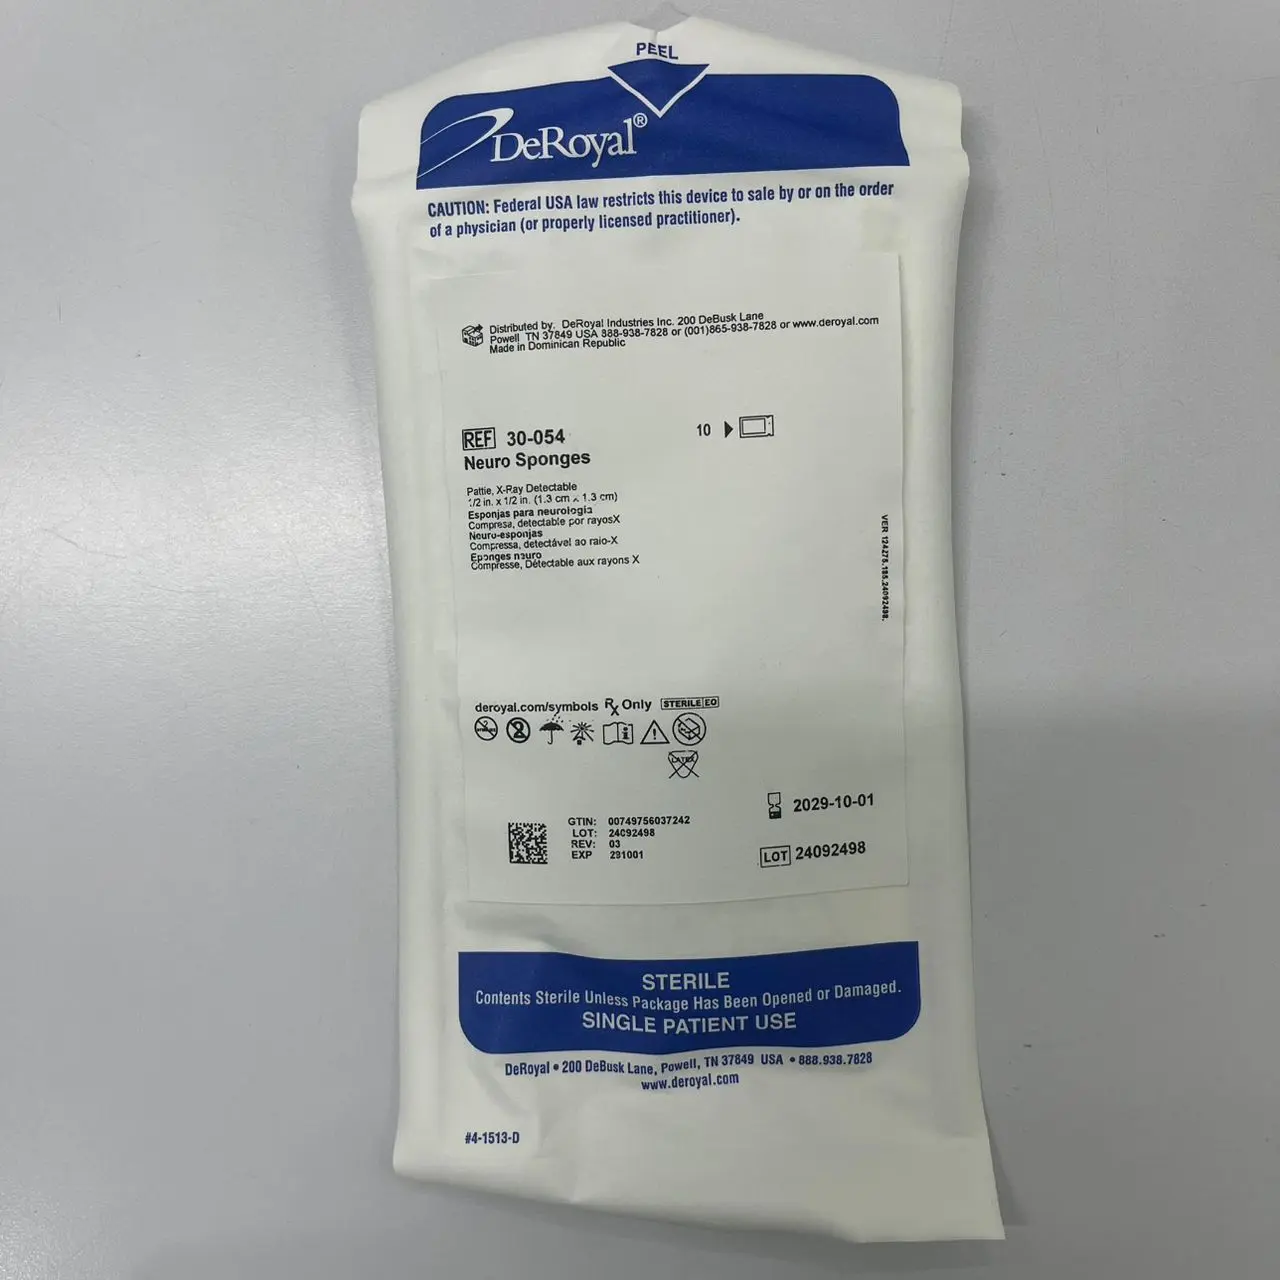 PEEL
DeRoyal®
CAUTION: Federal USA law restricts this device to sale by or on the order
of a physician (or properly licensed practitioner).
Distributed by. DeRoyal Industries Inc. 200 DeBusk Lane
Powell TN 37849 USA 888-938-7828 or (001)865-938-7828 or www.deroyal.com
Made in Dominican Republic
REF 30-054
10
Neuro Sponges
Pattie, X-Ray Detectable
1/2 in. x 1/2 in. (1.3 cm x 1.3 cm)
Esponjas para neurologia
Compresa, detectable por rayosX
Neuro-esponjas
Compressa, detectável ao raio-X
Eponges neuro
Compresse, Détectable aux rayons X
VER 124275.185.24092498.
deroyal.com/symbols Rx Only STERILE EO
2
LATEX
2029-10-01
GTIN: 00749756037242
LOT: 24092498
REV: 03
EXP 291001
LOT 24092498
STERILE
Contents Sterile Unless Package Has Been Opened or Damaged.
SINGLE PATIENT USE
DeRoyal • 200 DeBusk Lane, Powell, TN 37849 USA • 888.938.7828
www.deroyal.com
#4-1513-D